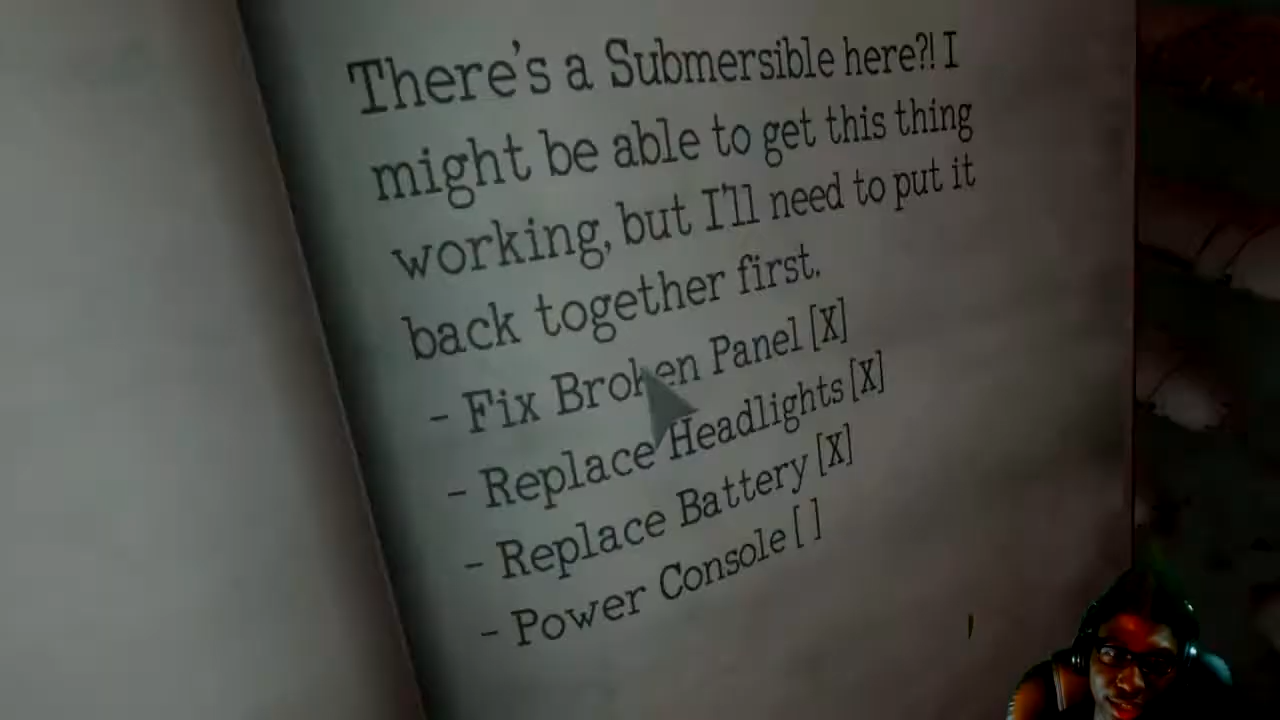 There's a Submersible here?! I
might be able to get this thing
working, but I'll need to put it
back together first.
- Fix Broken Panel [X]
- Replace Headlights [X]
- Replace Battery [X]
- Power Console [ ]